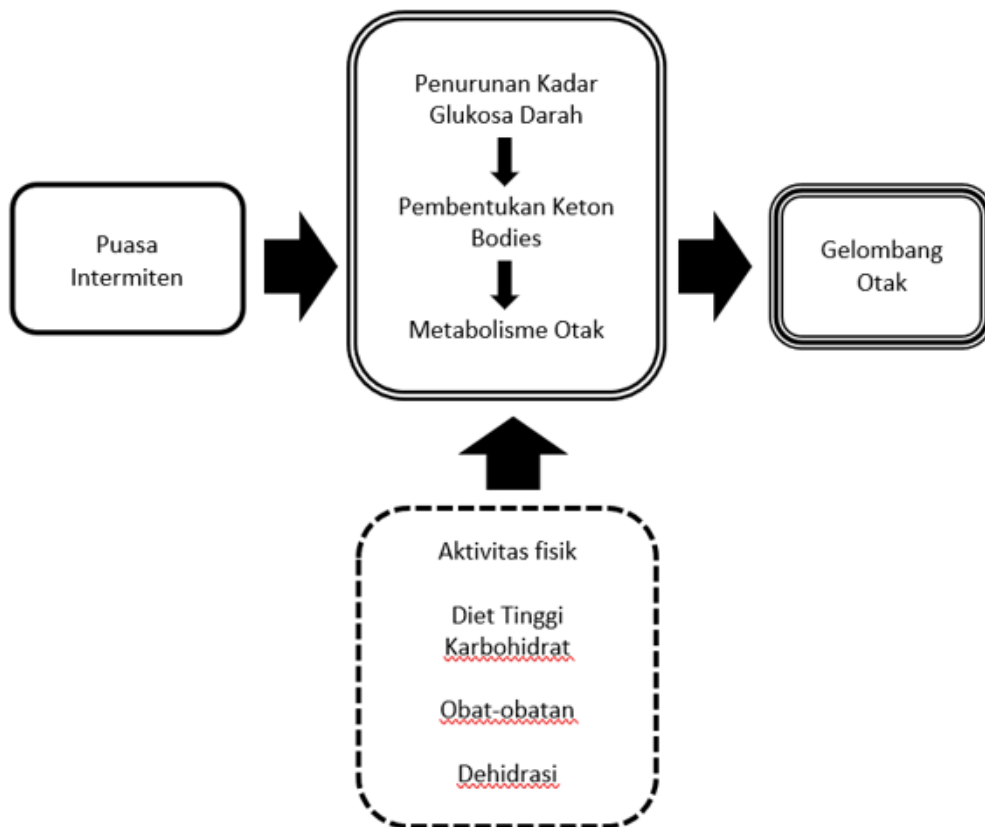 Puasa
Intermiten
Penurunan Kadar
Glukosa Darah
Pembentukan Keton
Bodies
Metabolisme Otak
Gelombang
Otak
Aktivitas fisik
Diet Tinggi
Karbohidrat
Obat-obatan
Dehidrasi